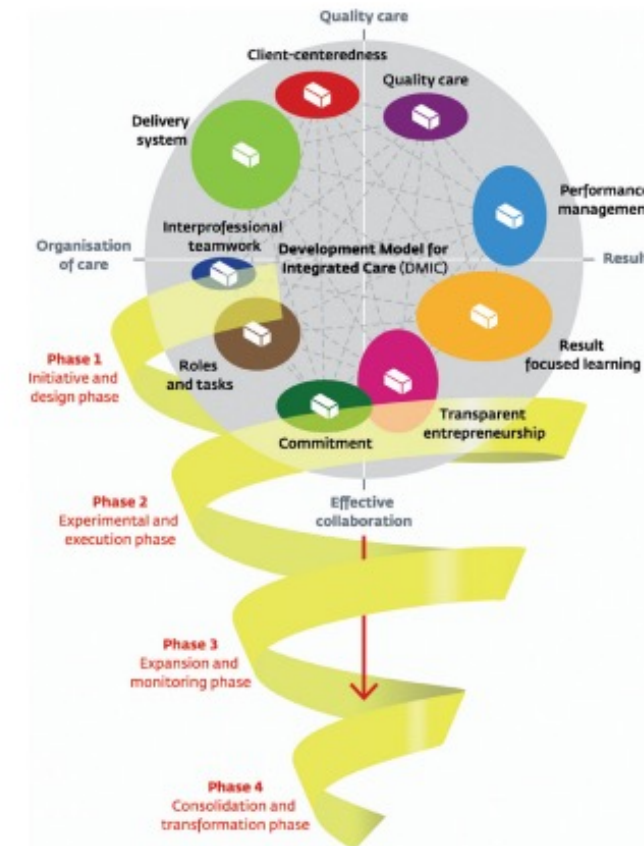 Quality care
Client-centeredness
Quality care
Delivery
system
Performance
management
Interprofessional
teamwork
Organisation
of care
Development Model for
Integrated Care (DMIC)
Result
Phase 1
Initiative and
design phase
Roles
and tasks
Result
focused learning
Commitment
Transparent
entrepreneurship
Phase 2
Experimental and
execution phase
Effective
collaboration
Phase 3
Expansion and
monitoring phase
Phase 4
Consolidation and
transformation phase